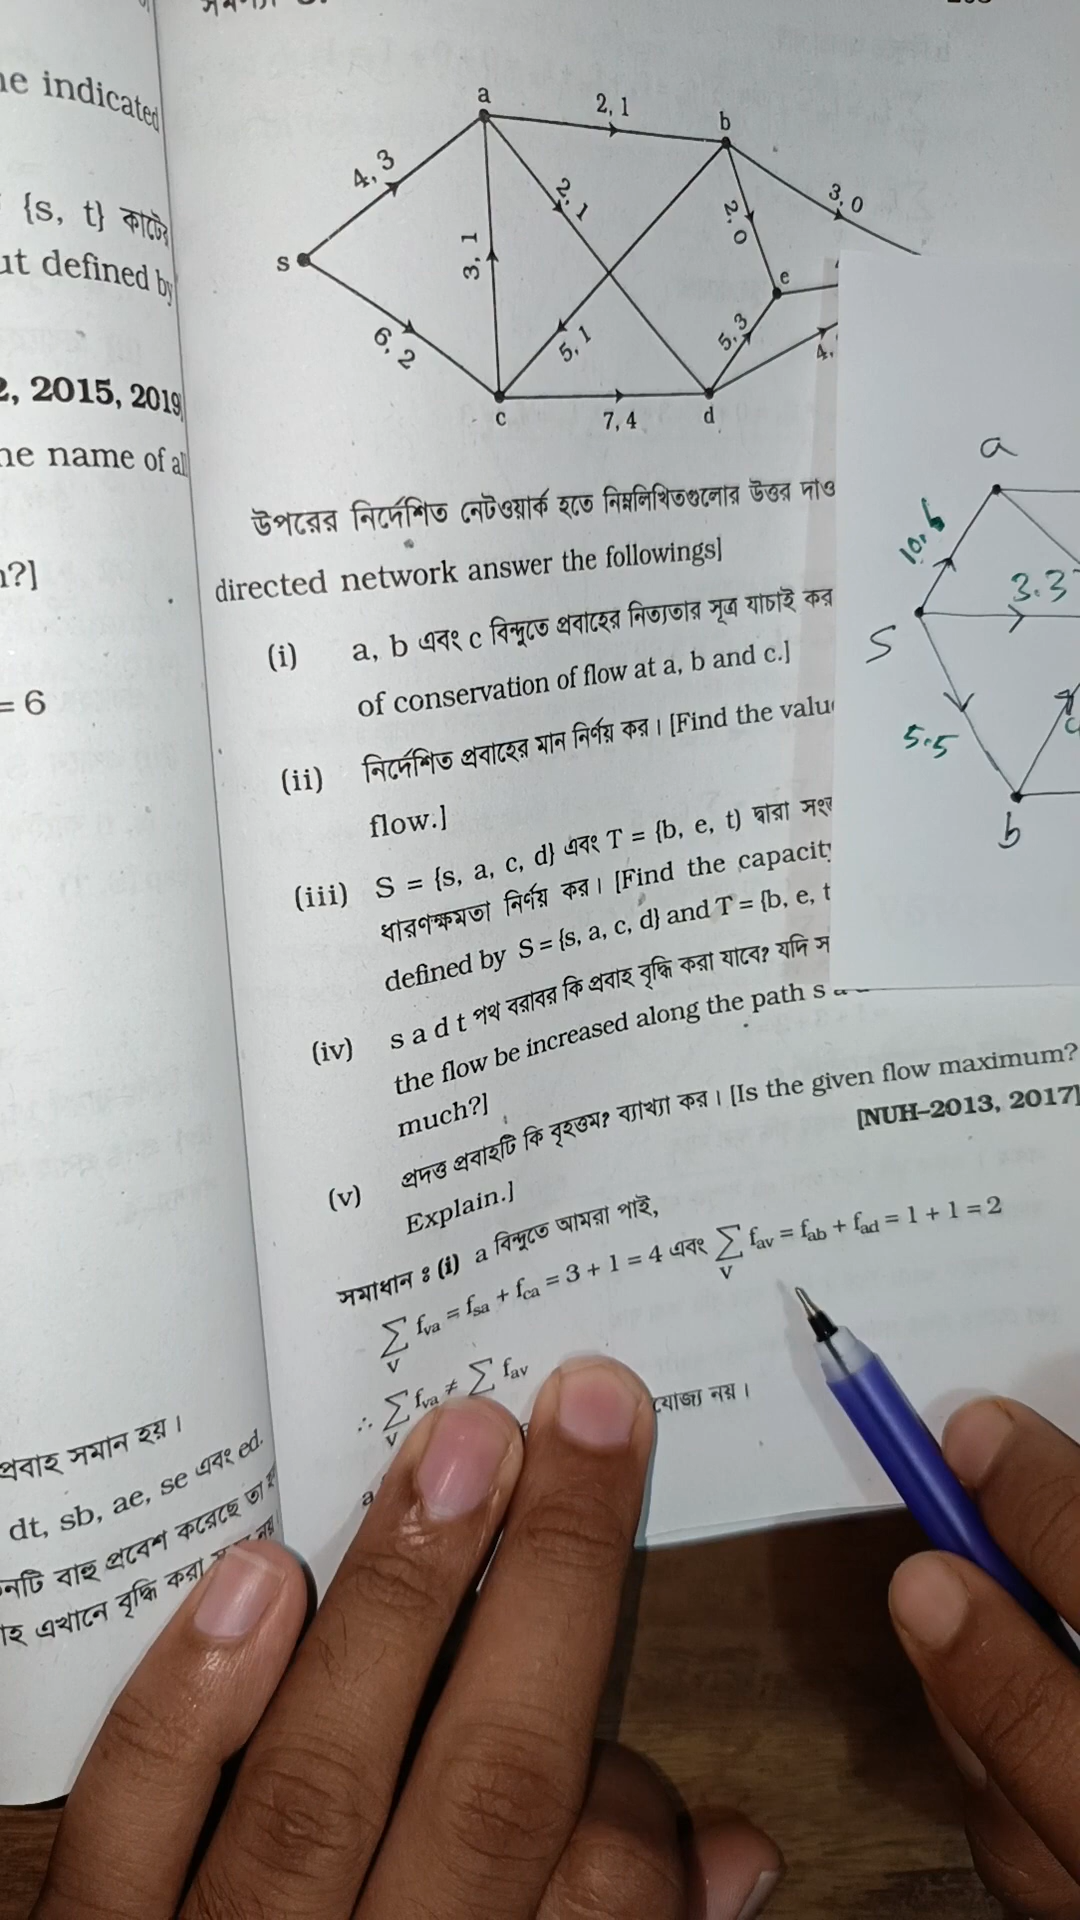 he indicated
{s, t} কাটের
ut defined by
2, 2015, 2019
he name of al
n?]
= 6
প্রবাহ সমান হয়।
dt, sb, ae, se এবং ed.
নটি বাহু প্রবেশ করেছে তা
হ এখানে বৃদ্ধি করা
a
2, 1
b
4, 3
2, 1
3, 0
s
3, 1
2, 0
e
6, 2
5, 1
5, 3
4,
c
7, 4
d
উপরের নির্দেশিত নেটওয়ার্ক হতে নিম্নলিখিতগুলোর উত্তর দাও
directed network answer the followings]
(i) a, b এবং c বিন্দুতে প্রবাহের নিত্যতার সূত্র যাচাই কর
of conservation of flow at a, b and c.]
(ii) নির্দেশিত প্রবাহের মান নির্ণয় কর। [Find the valu
flow.]
(iii) S = {s, a, c, d} এবং T = {b, e, t) দ্বারা
ধারণক্ষমতা নির্ণয় কর। [Find the capacit
defined by S = {s, a, c, d} and T = {b, e, t
(iv) s a d t পথ বরাবর কি প্রবাহ বৃদ্ধি করা যাবে? যদি স
the flow be increased along the path s a
much?]
(v) প্রদত্ত প্রবাহটি কি বৃহত্তম? ব্যাখ্যা কর। [Is the given flow maximum?
Explain.]
[NUH–2013, 2017]
সমাধান ঃ (i) a বিন্দুতে আমরা পাই,
∑ᵥ fva = fsa + fca = 3 + 1 = 4 এবং ∑ᵥ fav = fab + fad = 1 + 1 = 2
∴ ∑ᵥ fva ≠ ∑ fav
যোজ্য নয়।
a
a
10.6
3.3
S
5.5
b